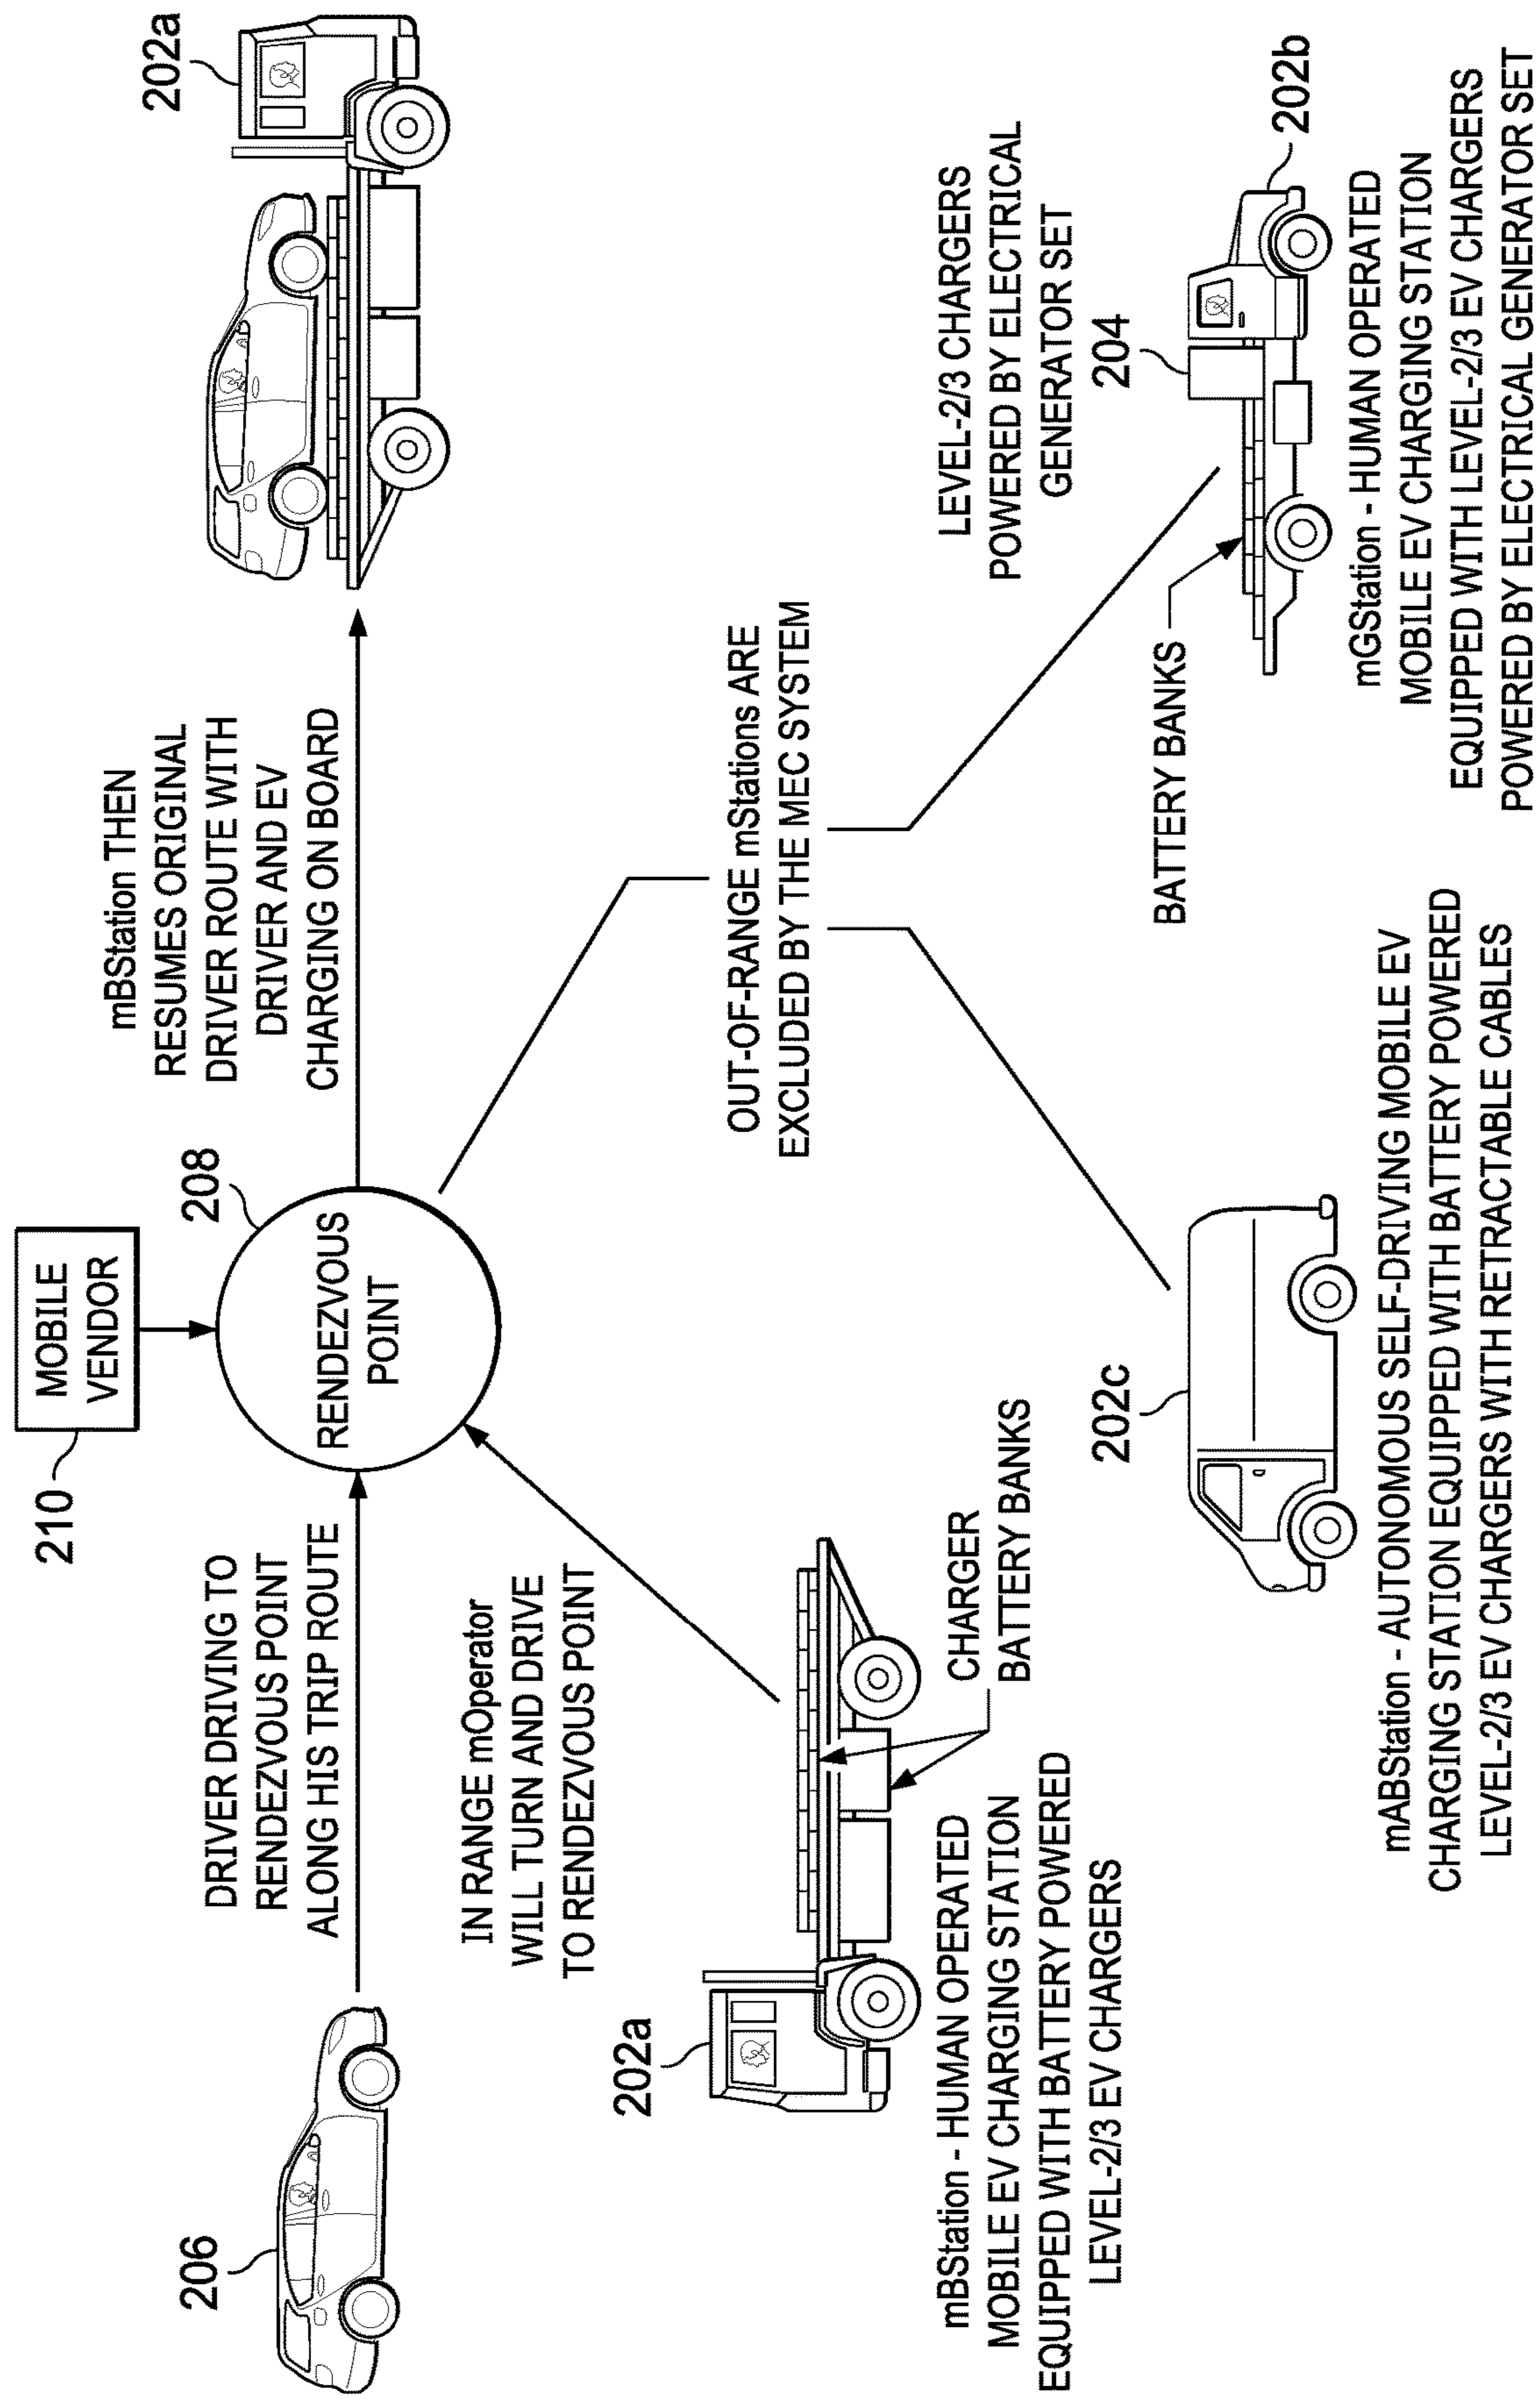 210
MOBILE
VENDOR
208
RENDEZVOUS
POINT
206
DRIVER DRIVING TO
RENDEZVOUS POINT
ALONG HIS TRIP ROUTE
mBStation THEN
RESUMES ORIGINAL
DRIVER ROUTE WITH
DRIVER AND EV
CHARGING ON BOARD
202a
IN RANGE mOperator
WILL TURN AND DRIVE
TO RENDEZVOUS POINT
202a
CHARGER
BATTERY BANKS
mBStation - HUMAN OPERATED
MOBILE EV CHARGING STATION
EQUIPPED WITH BATTERY POWERED
LEVEL-2/3 EV CHARGERS
OUT-OF-RANGE mStations ARE
EXCLUDED BY THE MEC SYSTEM
LEVEL-2/3 CHARGERS
POWERED BY ELECTRICAL
GENERATOR SET
204
202b
BATTERY BANKS
mGStation - HUMAN OPERATED
MOBILE EV CHARGING STATION
EQUIPPED WITH LEVEL-2/3 EV CHARGERS
POWERED BY ELECTRICAL GENERATOR SET
202c
mABStation - AUTONOMOUS SELF-DRIVING MOBILE EV
CHARGING STATION EQUIPPED WITH BATTERY POWERED
LEVEL-2/3 EV CHARGERS WITH RETRACTABLE CABLES